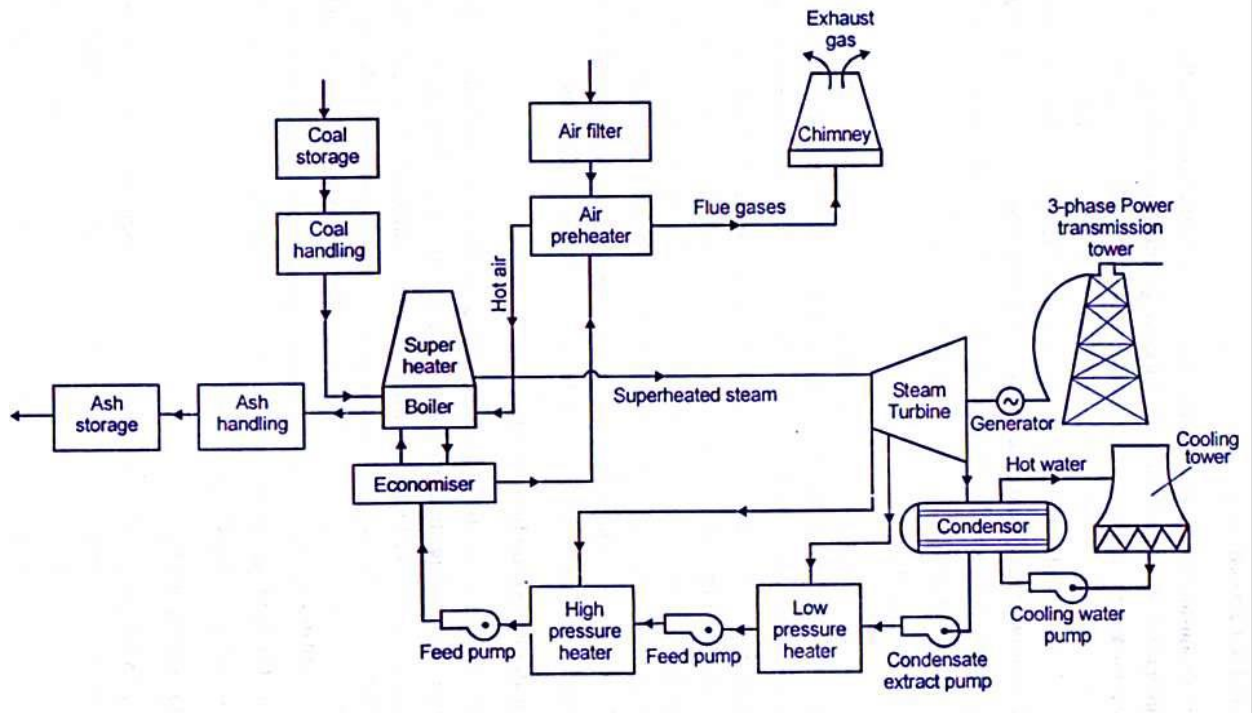 Exhaust
gas
Coal
storage
Air filter
Chimney
Coal
handling
Air
preheater
Flue gases
3-phase Power
transmission
tower
Hot air
Super
heater
Superheated steam
Steam
Turbine
Generator
Ash
storage
Ash
handling
Boiler
Economiser
Hot water
Cooling
tower
Condensor
High
pressure
heater
Low
pressure
heater
Feed pump
Feed pump
Condensate
extract pump
Cooling water
pump